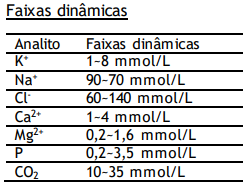 Faixas dinâmicas
Analito Faixas dinâmicas
K⁺ 1-8 mmol/L
Na⁺ 90-70 mmol/L
Cl⁻ 60-140 mmol/L
Ca²⁺ 1-4 mmol/L
Mg²⁺ 0,2-1,6 mmol/L
P 0,2-3,5 mmol/L
CO₂ 10-35 mmol/L